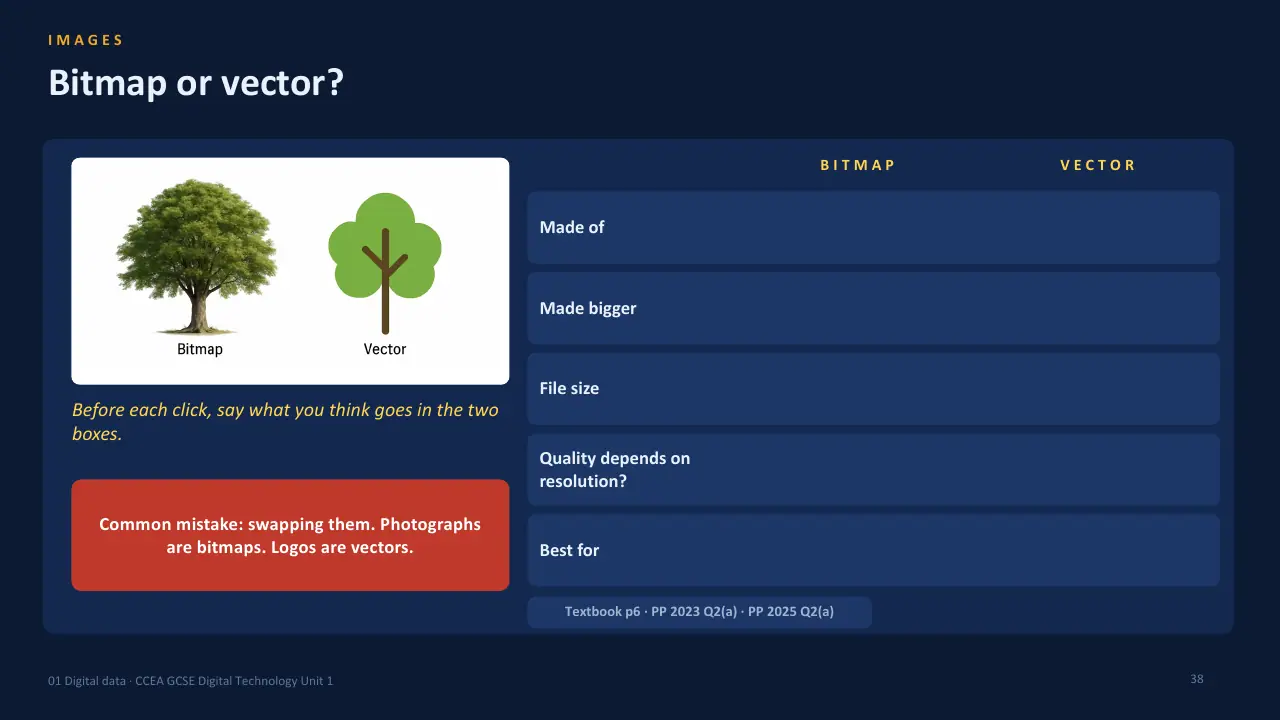 IMAGES
Bitmap or vector?
BITMAP
VECTOR
Bitmap
Vector
Before each click, say what you think goes in the two
boxes.
Common mistake: swapping them. Photographs
are bitmaps. Logos are vectors.
Made of
Made bigger
File size
Quality depends on
resolution?
Best for
Textbook p6 · PP 2023 Q2(a) · PP 2025 Q2(a)
01 Digital data · CCEA GCSE Digital Technology Unit 1
38